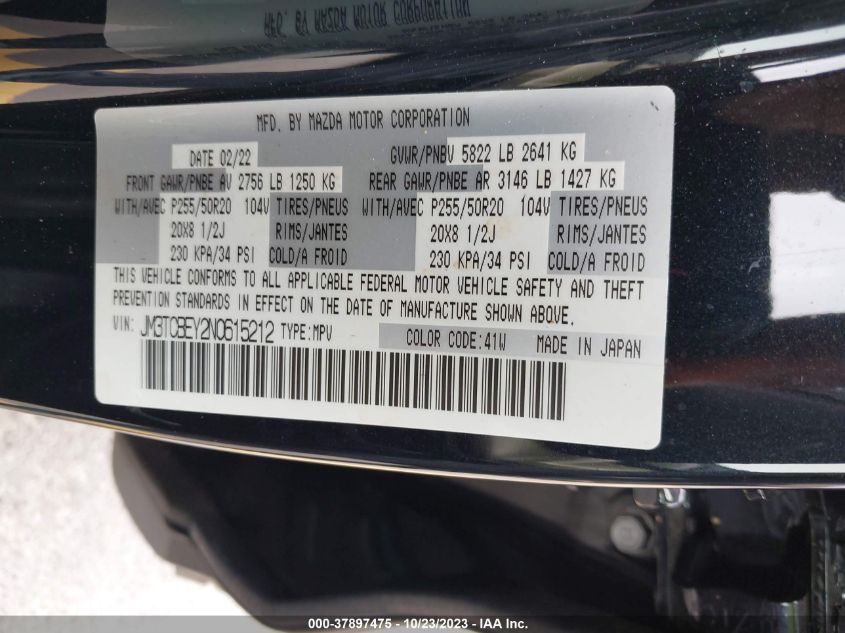 MFD. BY MAZDA MOTOR CORPORATION
DATE 02/22 GVWR/PNBV 5822 LB 2641 KG
FRONT GAWR/PNBE AV 2756 LB 1250 KG REAR GAWR/PNBE AR 3146 LB 1427 KG
WITH/AVEC P255/50R20 104V TIRES/PNEUS WITH/AVEC P255/50R20 104V TIRES/PNEUS
20X8 1/2J RIMS/JANTES 20X8 1/2J RIMS/JANTES
230 KPA/34 PSI COLD/A FROID 230 KPA/34 PSI COLD/A FROID
THIS VEHICLE CONFORMS TO ALL APPLICABLE FEDERAL MOTOR VEHICLE SAFETY AND THEFT
PREVENTION STANDARDS IN EFFECT ON THE DATE OF MANUFACTURE SHOWN ABOVE.
VIN: JM3TCBEY2N0615212 TYPE:MPV COLOR CODE:41W MADE IN JAPAN
000-37897475 - 10/23/2023 - IAA Inc.